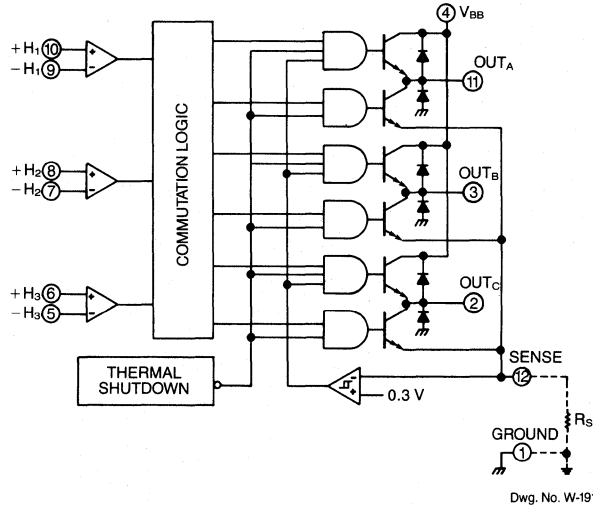 4 VBB
+H1 10
−H1 9
OUTA
11
+H2 8
−H2 7
COMMUTATION LOGIC
OUTB
3
+H3 6
−H3 5
OUTC
2
THERMAL
SHUTDOWN
0.3 V
SENSE
12
RS
GROUND
1
Dwg. No. W-19